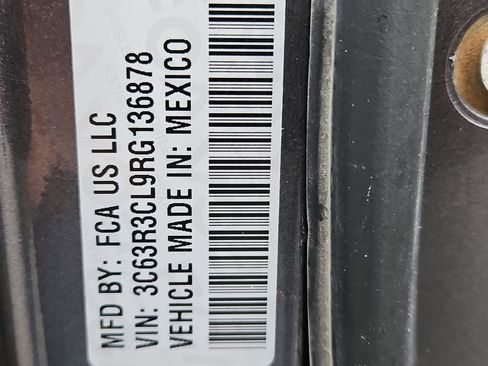 MFD BY: FCA US LLC
VIN: 3C63R3CL9RG136878
VEHICLE MADE IN: MEXICO